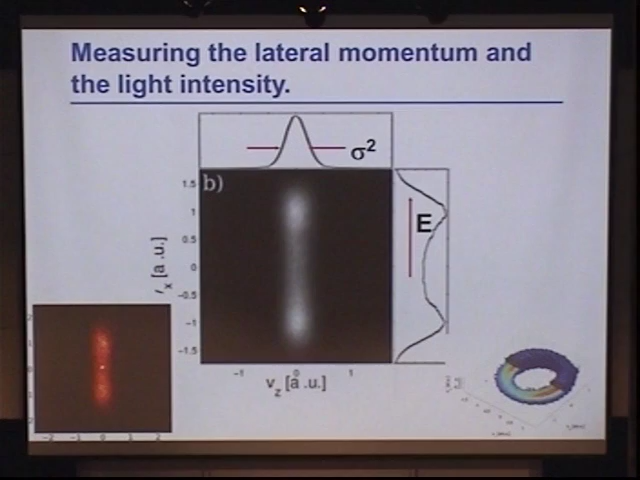 Measuring the lateral momentum and
the light intensity.
σ²
b)
1.5
1
0.5
0
−0.5
−1
−1.5
E
x [a .u.]
−1 0 1
v_z [a .u.]
−2 −1 0 1 2